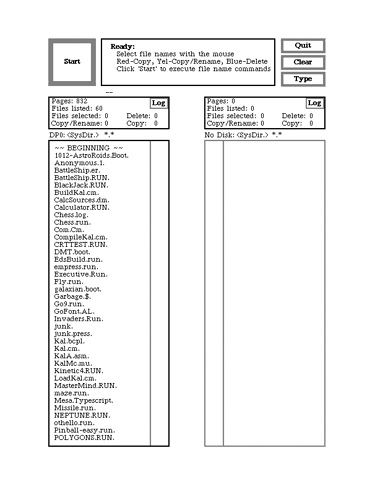 Start
Ready:
Select file names with the mouse
Red-Copy, Yel-Copy/Rename, Blue-Delete
Click 'Start' to execute file name commands
Quit
Clear
Type
Pages: 832
Log
Files listed: 60
Files selected: 0 Delete: 0
Copy/Rename: 0 Copy: 0
DP0: <SysDir.> *.*
~~ BEGINNING ~~
1012-AstroRoids.Boot.
Anonymous.1.
BattleShip.er.
BattleShip.RUN.
BlackJack.RUN.
BuildKal.cm.
CalcSources.dm.
Calculator.RUN.
Chess.log.
Chess.run.
Com.Cm.
CompileKal.cm.
CRTTEST.RUN.
DMT.boot.
EdsBuild.run.
empress.run.
Executive.Run.
Fly.run.
galaxian.boot.
Garbage.$.
Go9.run.
GoFont.AL.
Invaders.Run.
junk.
junk.press.
Kal.bcpl.
Kal.cm.
KalA.asm.
KalMc.mu.
Kinetic4.RUN.
LoadKal.cm.
MasterMind.RUN.
maze.run.
Mesa.Typescript.
Missile.run.
NEPTUNE.RUN.
othello.run.
Pinball-easy.run.
POLYGONS.RUN.
Pages: 0
Log
Files listed: 0
Files selected: 0 Delete: 0
Copy/Rename: 0 Copy: 0
No Disk: <SysDir.> *.*